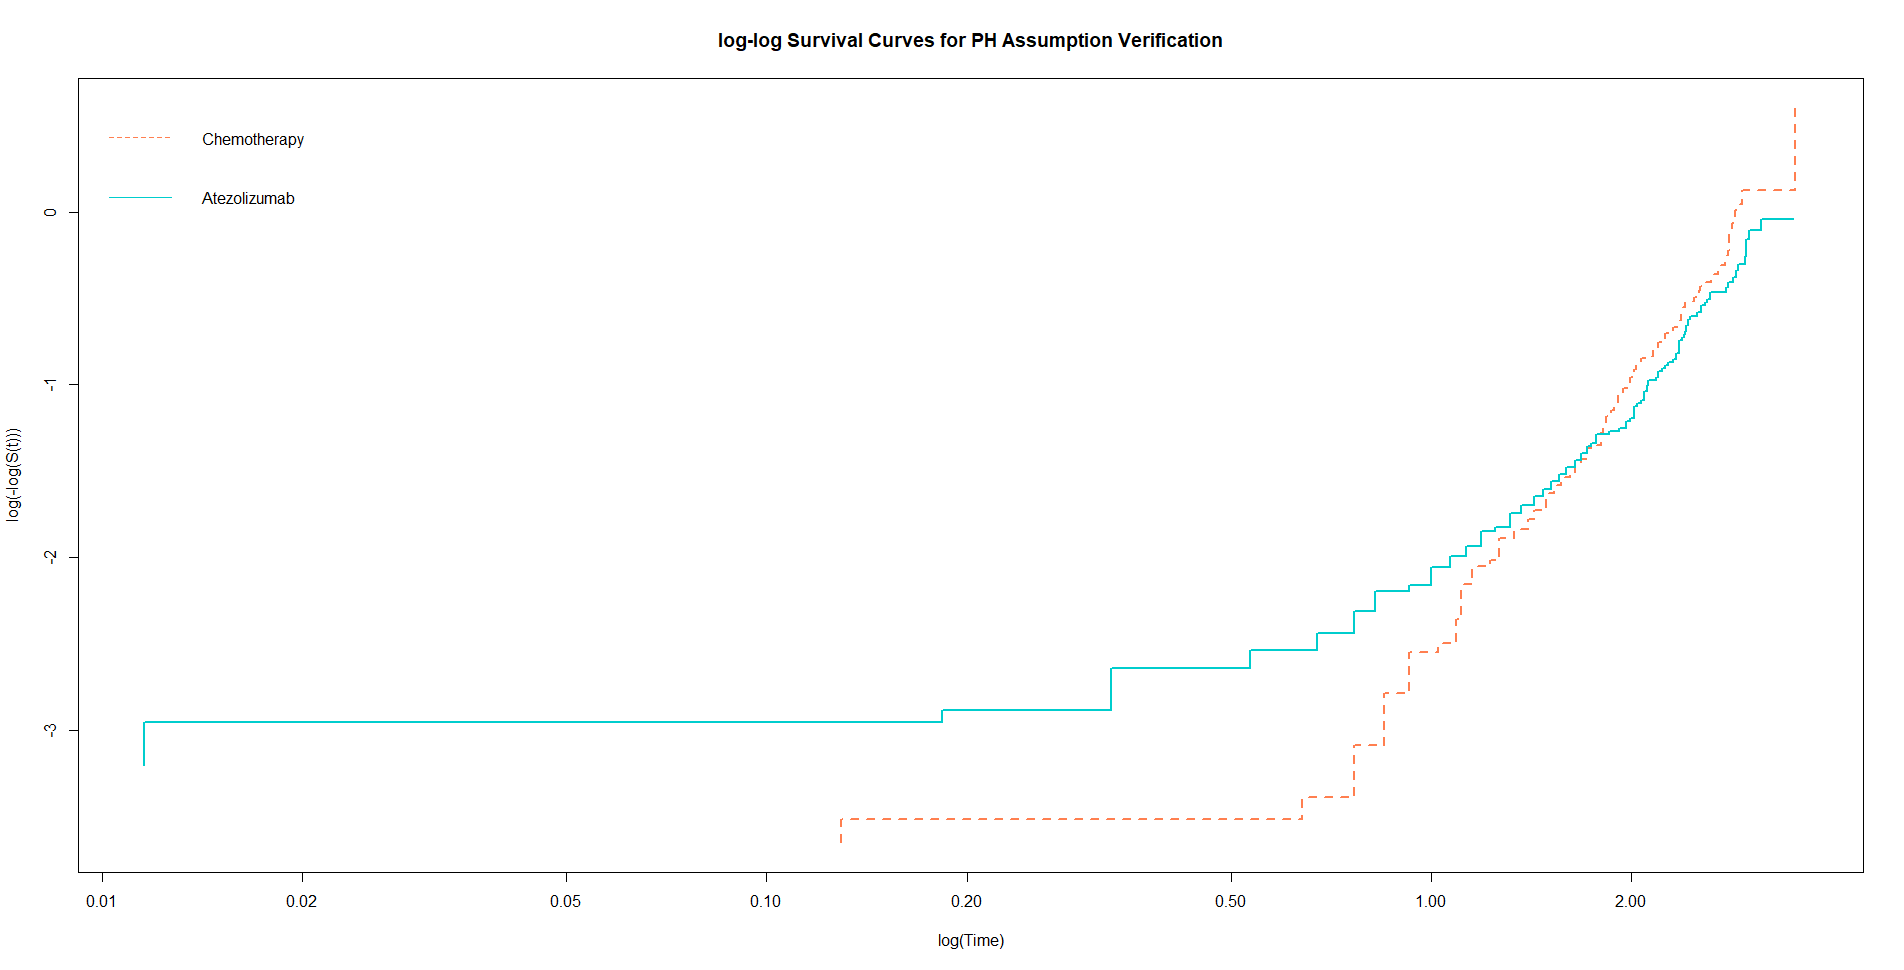 log-log Survival Curves for PH Assumption Verification
Chemotherapy
Atezolizumab
log(-log(S(t)))
0
-1
-2
-3
0.01 0.02 0.05 0.10 0.20 0.50 1.00 2.00
log(Time)